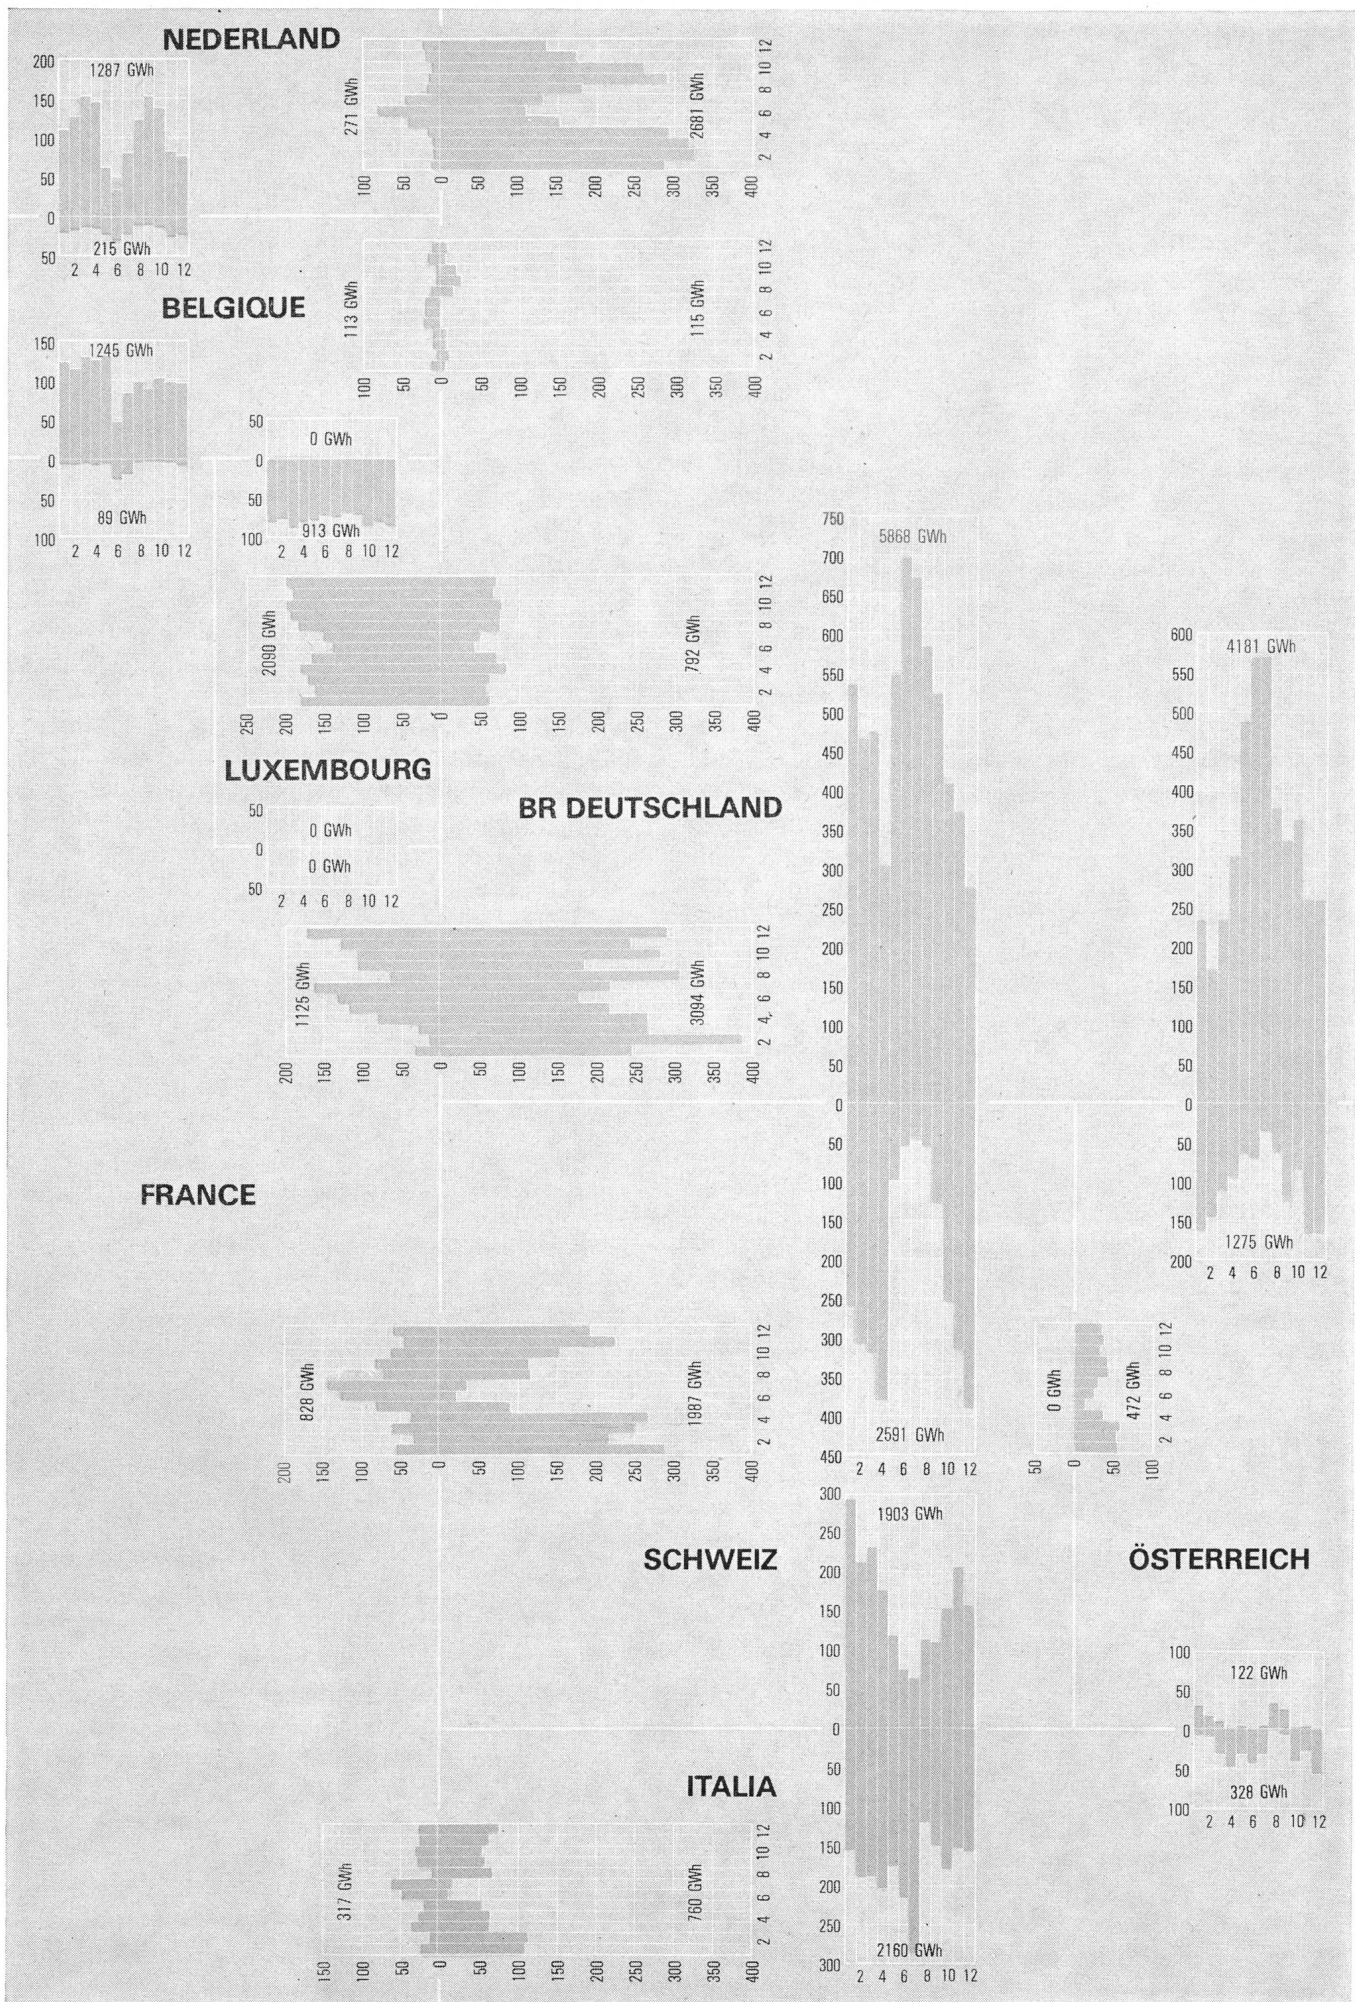 NEDERLAND
200
150
100
50
0
50
1287 GWh
215 GWh
2 4 6 8 10 12
271 GWh
2681 GWh
2 4 6 8 10 12
100 50 0 50 100 150 200 250 300 350 400
BELGIQUE
113 GWh
115 GWh
2 4 6 8 10 12
100 50 0 50 100 150 200 250 300 350 400
150
100
50
0
50
100
1245 GWh
89 GWh
2 4 6 8 10 12
50
0
50
100
0 GWh
913 GWh
2 4 6 8 10 12
2090 GWh
792 GWh
2 4 6 8 10 12
250 200 150 100 50 0 50 100 150 200 250 300 350 400
LUXEMBOURG
50
0
50
0 GWh
0 GWh
2 4 6 8 10 12
BR DEUTSCHLAND
1125 GWh
3094 GWh
2 4 6 8 10 12
200 150 100 50 0 50 100 150 200 250 300 350 400
750
700
650
600
550
500
450
400
350
300
250
200
150
100
50
0
50
100
150
200
250
300
350
400
450
5868 GWh
2591 GWh
2 4 6 8 10 12
600
550
500
450
400
350
300
250
200
150
100
50
0
50
100
150
200
4181 GWh
1275 GWh
2 4 6 8 10 12
FRANCE
828 GWh
1987 GWh
2 4 6 8 10 12
200 150 100 50 0 50 100 150 200 250 300 350 400
0 GWh
472 GWh
2 4 6 8 10 12
50 0 50 100
SCHWEIZ
300
250
200
150
100
50
0
50
100
150
200
250
300
1903 GWh
2160 GWh
2 4 6 8 10 12
ÖSTERREICH
100
50
0
50
100
122 GWh
328 GWh
2 4 6 8 10 12
ITALIA
317 GWh
760 GWh
2 4 6 8 10 12
150 100 50 0 50 100 150 200 250 300 350 400